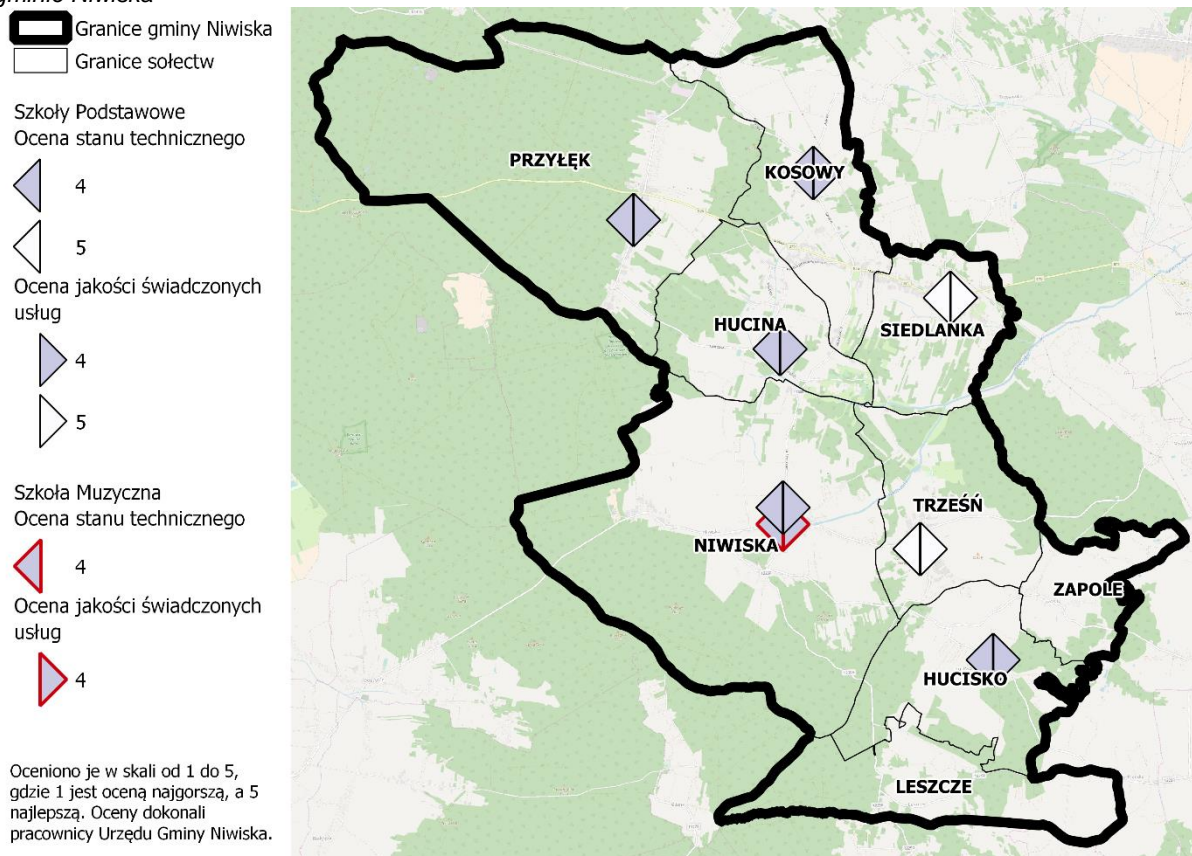 gminie Niwiska
Granice gminy Niwiska
Granice sołectw
Szkoły Podstawowe
Ocena stanu technicznego
4
5
Ocena jakości świadczonych
usług
4
5
Szkoła Muzyczna
Ocena stanu technicznego
4
Ocena jakości świadczonych
usług
4
Oceniono je w skali od 1 do 5,
gdzie 1 jest oceną najgorszą, a 5
najlepszą. Oceny dokonali
pracownicy Urzędu Gminy Niwiska.
PRZYŁĘK
KOSOWY
HUCINA
SIEDLANKA
NIWISKA
TRZEŚŃ
ZAPOLE
HUCISKO
LESZCZE